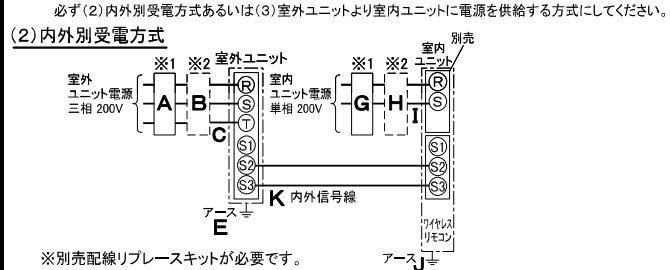 必ず(2)内外別受電方式あるいは(3)室外ユニットより室内ユニットに電源を供給する方式にしてください。
(2)内外別受電方式
※1 ※2 室外ユニット
室外
ユニット電源
三相 200V
A
B
C
R
S
T
S1
S2
S3
アース
E
室内
ユニット電源
単相 200V
※1 ※2
G
H
I
室内
ユニット
別売
R
S
S1
S2
S3
K 内外信号線
ワイヤレス
リモコン
アース J
※別売配線リプレースキットが必要です。